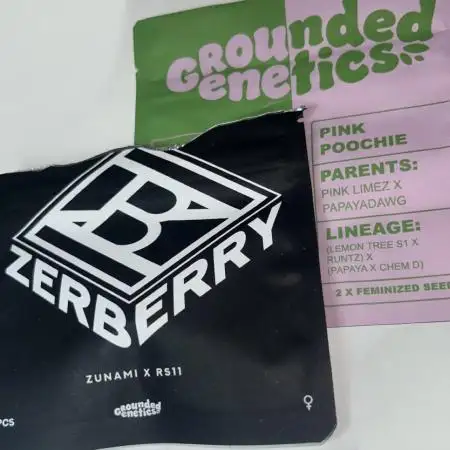 Grounded
Genetics
PINK
POOCHIE
PARENTS:
PINK LIMEZ X
PAPAYADAWG
LINEAGE:
(LEMON TREE S1 X
RUNTZ) X
(PAPAYA X CHEM D)
2 X FEMINIZED SEED
ZERBERRY
ZUNAMI X RS11
Grounded
Genetics
PCS
♀